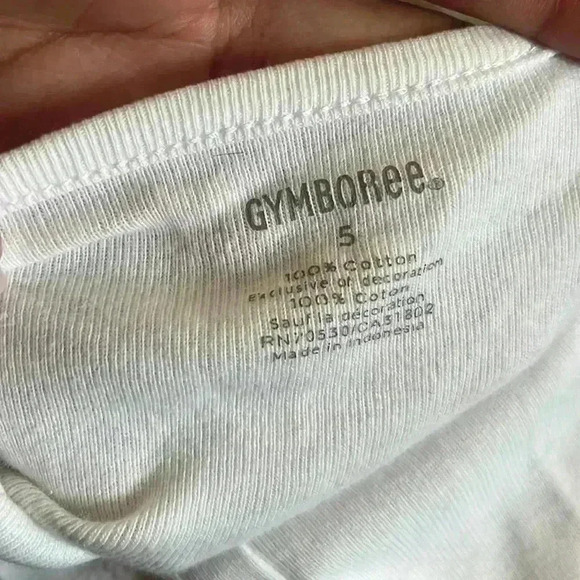 GYMBOREE®
5
100% Cotton
Exclusive of decoration
100% Coton
Sauf la décoration
RN70530/CA31802
Made in Indonesia